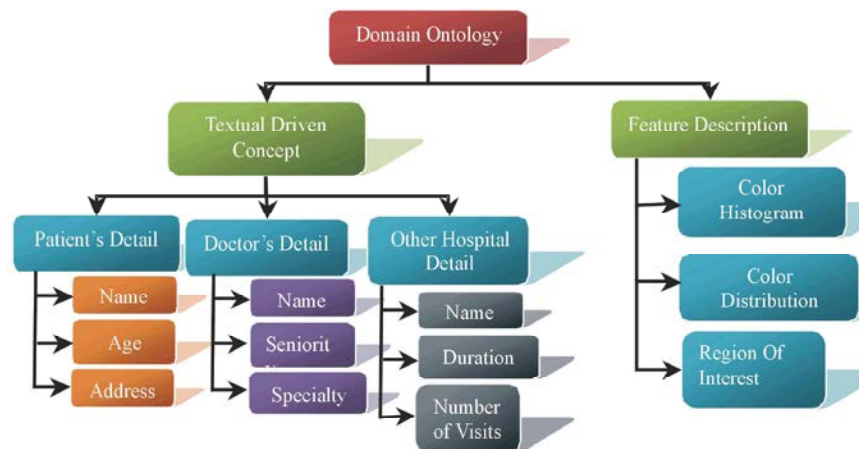 Domain Ontology
Textual Driven
Concept
Feature Description
Patient's Detail
Doctor's Detail
Other Hospital
Detail
Name
Age
Address
Name
Seniorit
Specialty
Name
Duration
Number
of Visits
Color
Histogram
Color
Distribution
Region Of
Interest